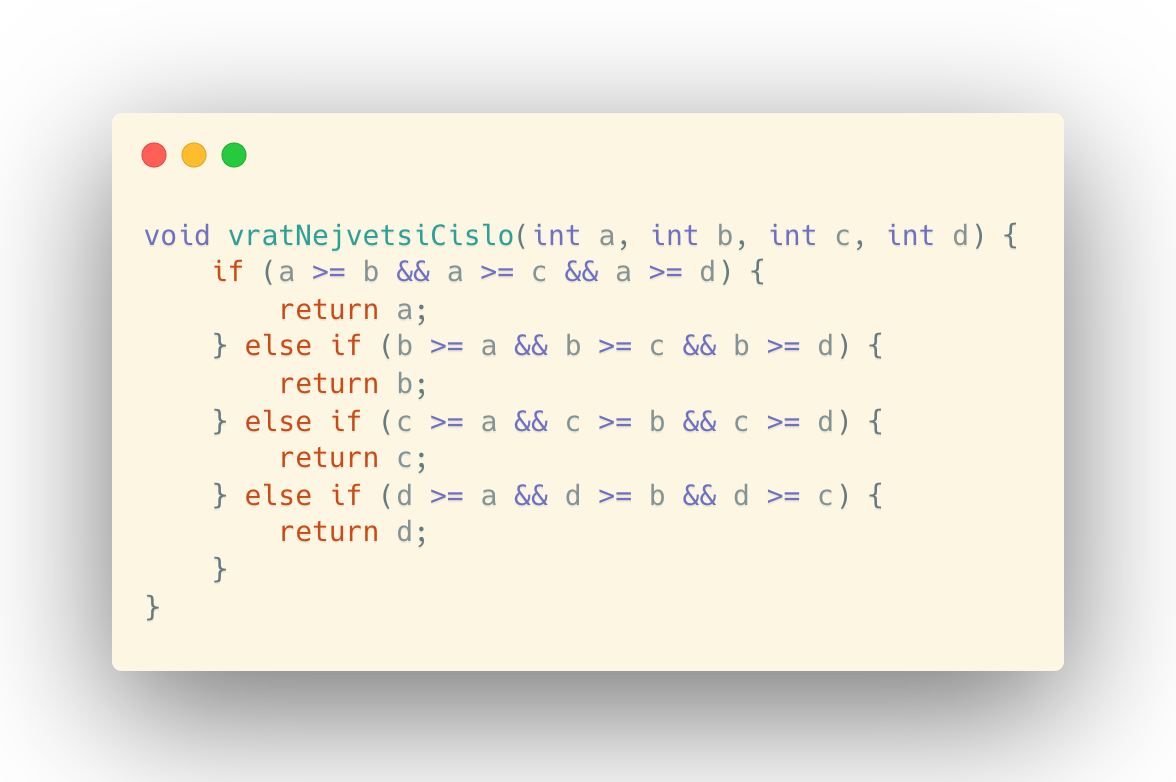 void vratNejvetsiCislo(int a, int b, int c, int d) {
    if (a >= b && a >= c && a >= d) {
        return a;
    } else if (b >= a && b >= c && b >= d) {
        return b;
    } else if (c >= a && c >= b && c >= d) {
        return c;
    } else if (d >= a && d >= b && d >= c) {
        return d;
    }
}